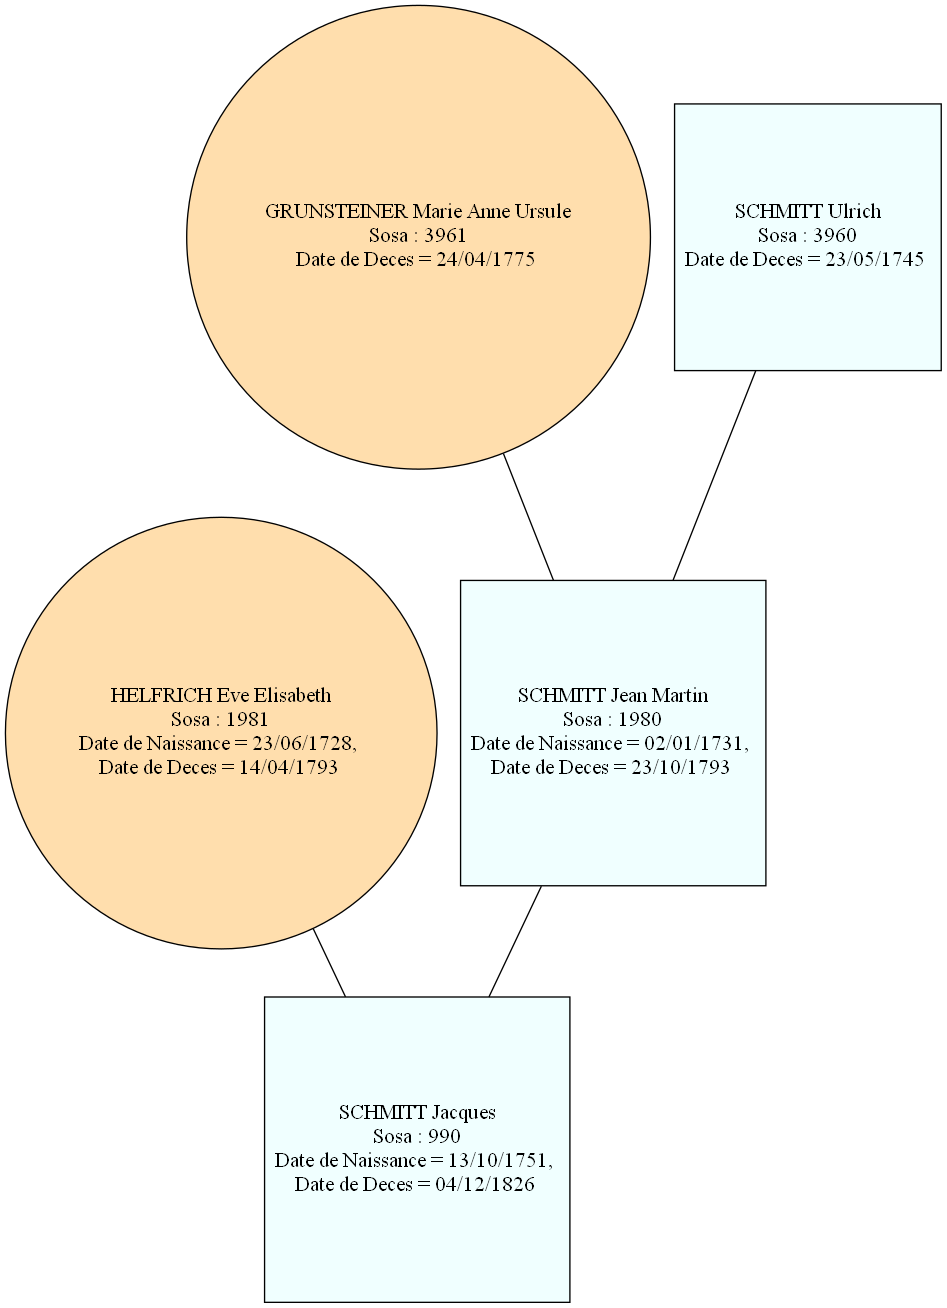 GRUNSTEINER Marie Anne Ursule
Sosa : 3961
Date de Deces = 24/04/1775
SCHMITT Ulrich
Sosa : 3960
Date de Deces = 23/05/1745
HELFRICH Eve Elisabeth
Sosa : 1981
Date de Naissance = 23/06/1728,
Date de Deces = 14/04/1793
SCHMITT Jean Martin
Sosa : 1980
Date de Naissance = 02/01/1731,
Date de Deces = 23/10/1793
SCHMITT Jacques
Sosa : 990
Date de Naissance = 13/10/1751,
Date de Deces = 04/12/1826